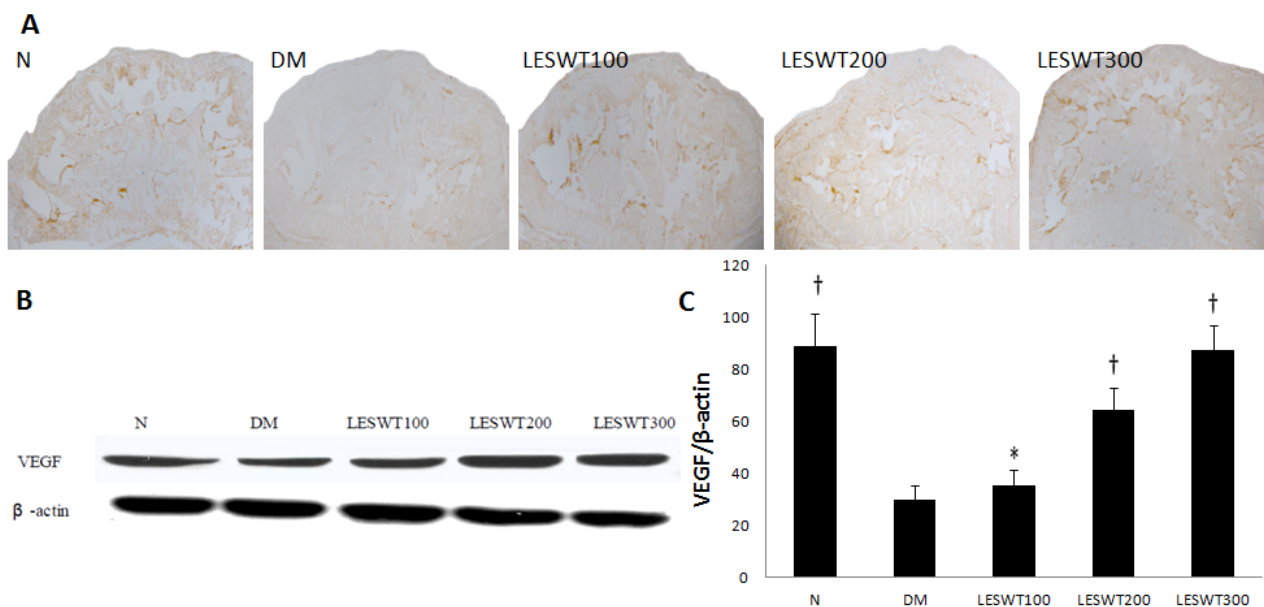 A
N DM LESWT100 LESWT200 LESWT300
B
N DM LESWT100 LESWT200 LESWT300
VEGF
β -actin
C
VEGF/β-actin
120
100
80
60
40
20
0
† * † †
N DM LESWT100 LESWT200 LESWT300